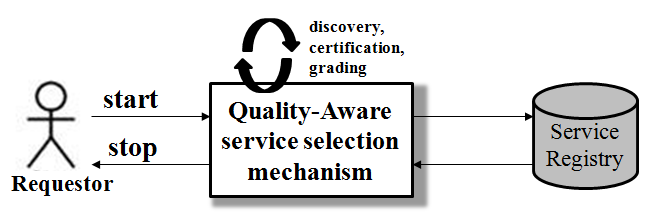 discovery,
certification,
grading
start
Quality-Aware
service selection
mechanism
stop
Requestor
Service
Registry